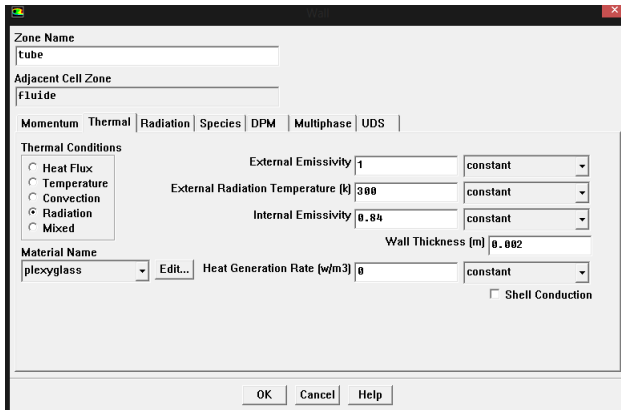 Wall
Zone Name
tube
Adjacent Cell Zone
fluide
Momentum Thermal Radiation Species DPM Multiphase UDS
Thermal Conditions
Heat Flux
Temperature
Convection
Radiation
Mixed
Material Name
plexyglass Edit...
External Emissivity 1 constant
External Radiation Temperature (k) 300 constant
Internal Emissivity 0.84 constant
Wall Thickness (m) 0.002
Heat Generation Rate (w/m3) 0 constant
Shell Conduction
OK Cancel Help